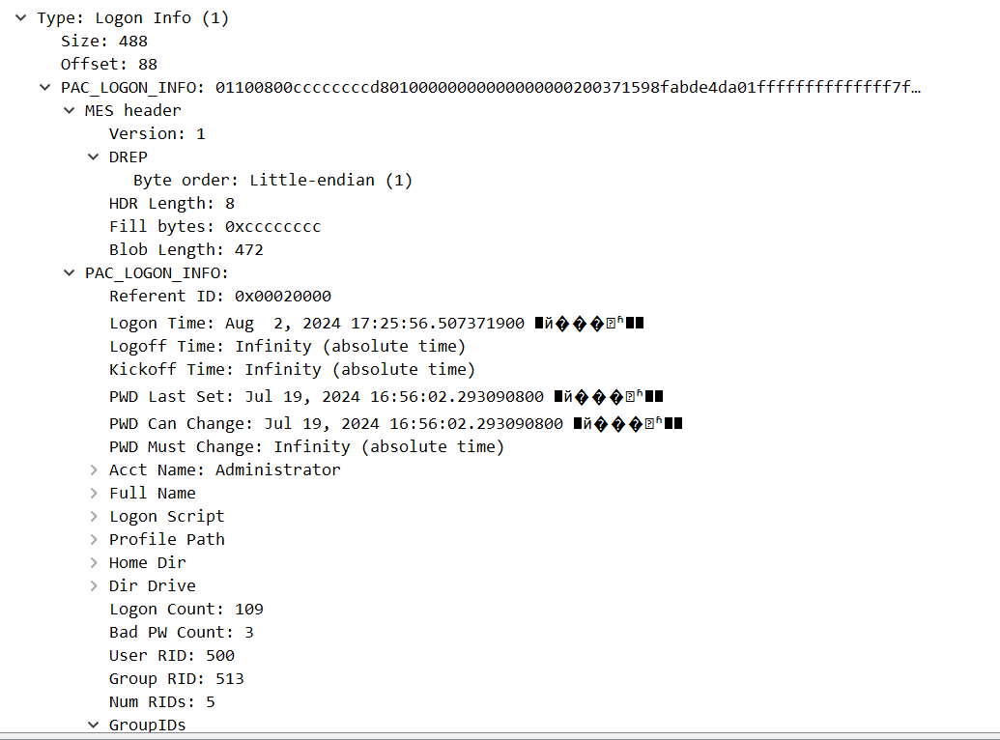 Type: Logon Info (1)
Size: 488
Offset: 88
PAC_LOGON_INFO: 01100800ccccccccd80100000000000000000200371598fabde4da01ffffffffffffff7f…
MES header
Version: 1
DREP
Byte order: Little-endian (1)
HDR Length: 8
Fill bytes: 0xcccccccc
Blob Length: 472
PAC_LOGON_INFO:
Referent ID: 0x00020000
Logon Time: Aug  2, 2024 17:25:56.507371900
Logoff Time: Infinity (absolute time)
Kickoff Time: Infinity (absolute time)
PWD Last Set: Jul 19, 2024 16:56:02.293090800
PWD Can Change: Jul 19, 2024 16:56:02.293090800
PWD Must Change: Infinity (absolute time)
Acct Name: Administrator
Full Name
Logon Script
Profile Path
Home Dir
Dir Drive
Logon Count: 109
Bad PW Count: 3
User RID: 500
Group RID: 513
Num RIDs: 5
GroupIDs